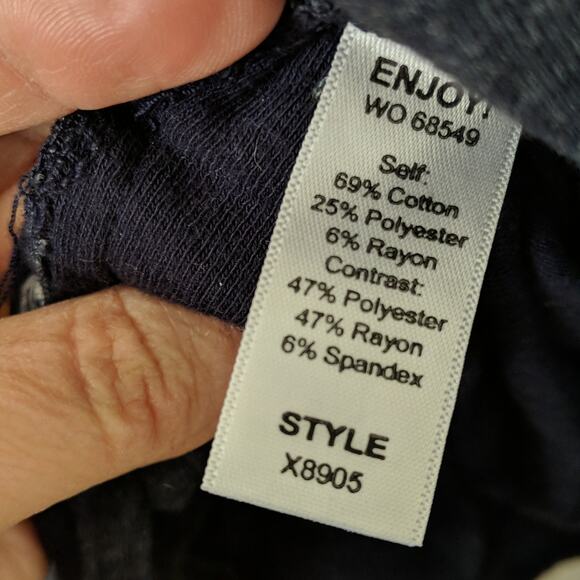 ENJOY!
WO 68549
Self:
69% Cotton
25% Polyester
6% Rayon
Contrast:
47% Polyester
47% Rayon
6% Spandex
STYLE
X8905